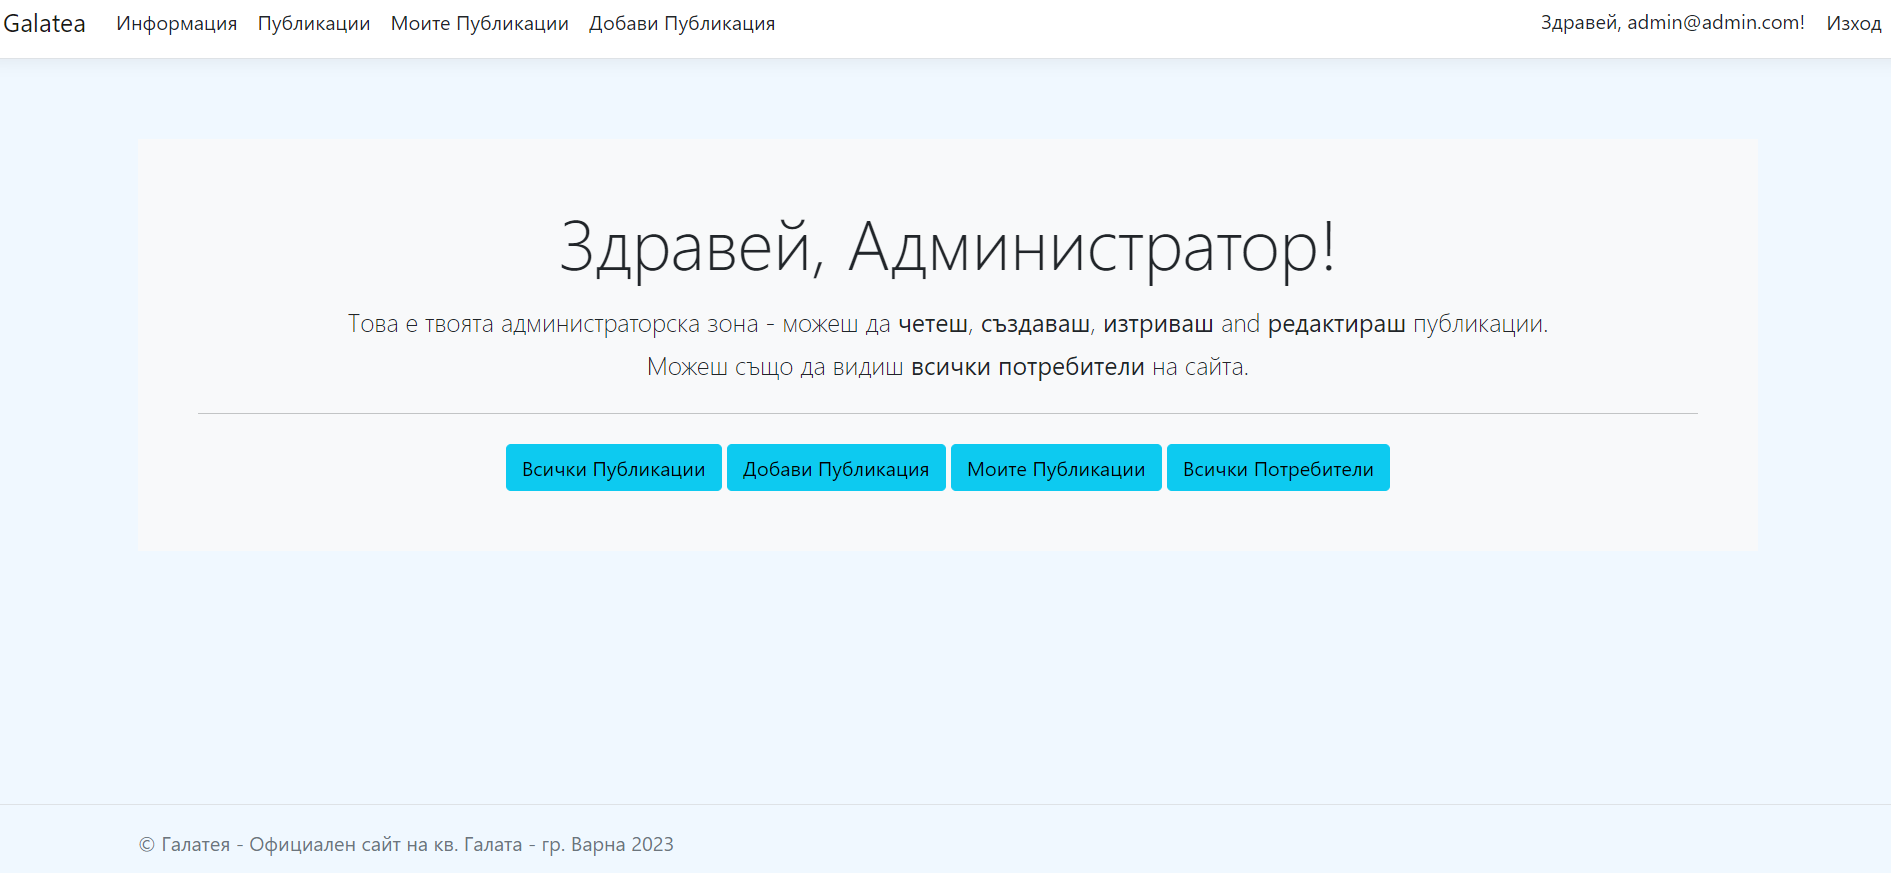 Galatea Информация Публикации Моите Публикации Добави Публикация Здравей, admin@admin.com! Изход
Здравей, Администратор!
Това е твоята администраторска зона - можеш да четеш, създаваш, изтриваш and редактираш публикации.
Можеш също да видиш всички потребители на сайта.
Всички Публикации Добави Публикация Моите Публикации Всички Потребители
© Галатея - Официален сайт на кв. Галата - гр. Варна 2023